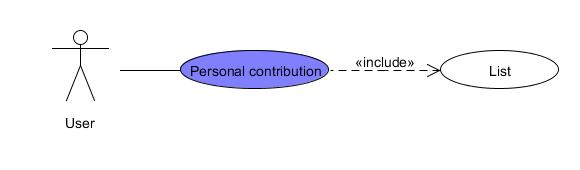 Personal contribution
«include»
List
User